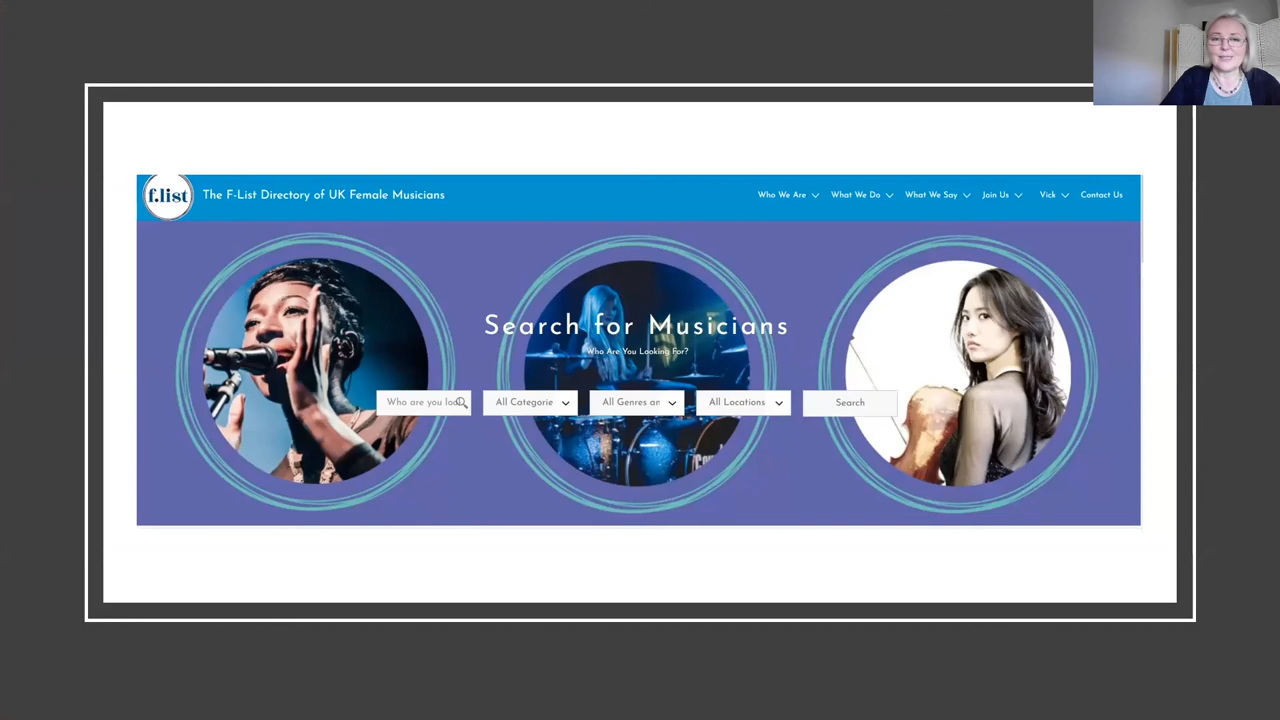 f.list
The F-List Directory of UK Female Musicians
Who We Are
What We Do
What We Say
Join Us
Vick
Contact Us
Search for Musicians
Who Are You Looking For?
Who are you loo
All Categorie
All Genres an
All Locations
Search